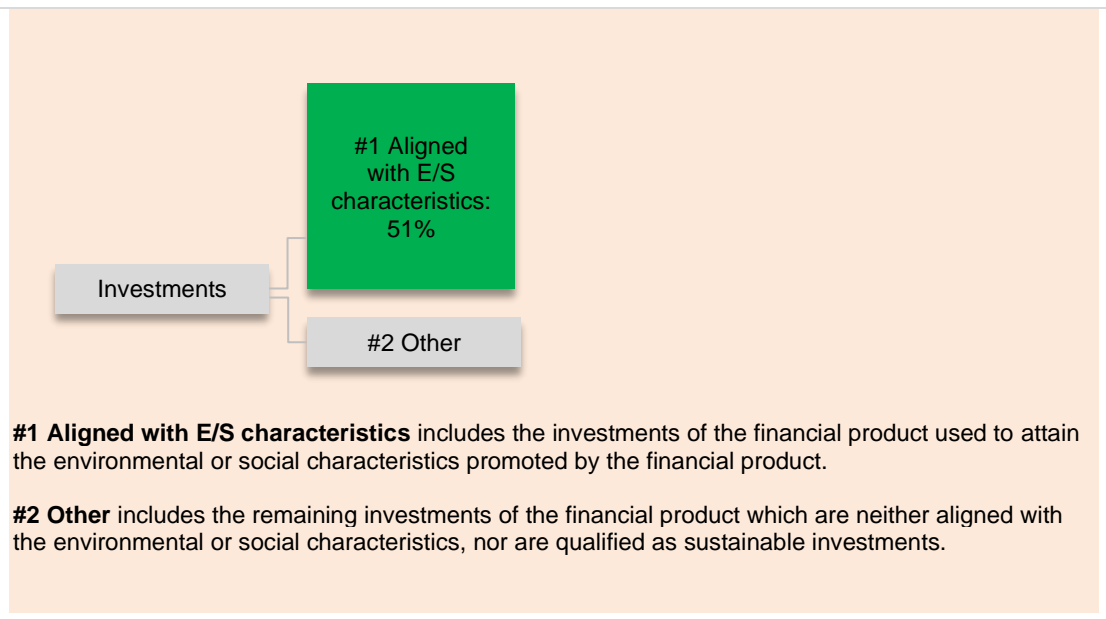 #1 Aligned
with E/S
characteristics:
51%
Investments
#2 Other
#1 Aligned with E/S characteristics includes the investments of the financial product used to attain
the environmental or social characteristics promoted by the financial product.
#2 Other includes the remaining investments of the financial product which are neither aligned with
the environmental or social characteristics, nor are qualified as sustainable investments.